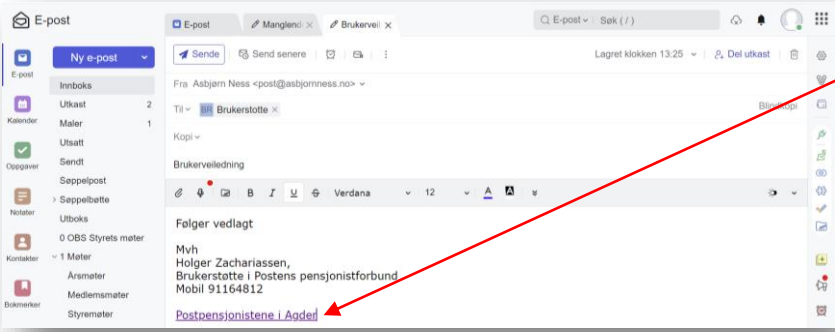 E-post
E-post
Manglend
Brukerveil
E-post
Søk ( / )
E-post
Kalender
Oppgaver
Notater
Kontakter
Bokmerker
Ny e-post
Innboks
Utkast 2
Maler 1
Utsatt
Sendt
Søppelpost
Søppelbøtte
Utboks
0 OBS Styrets møter
1 Møter
Årsmøter
Medlemsmøter
Styremøter
Sende
Send senere
Lagret klokken 13:25
Del utkast
Fra Asbjørn Ness <post@asbjornness.no>
Til BR Brukerstotte
Blindkopi
Kopi
Brukerveiledning
B I U Verdana 12 A A
Følger vedlagt
Mvh
Holger Zachariassen,
Brukerstøtte i Postens pensjonistforbund
Mobil 91164812
Postpensjonistene i Agder